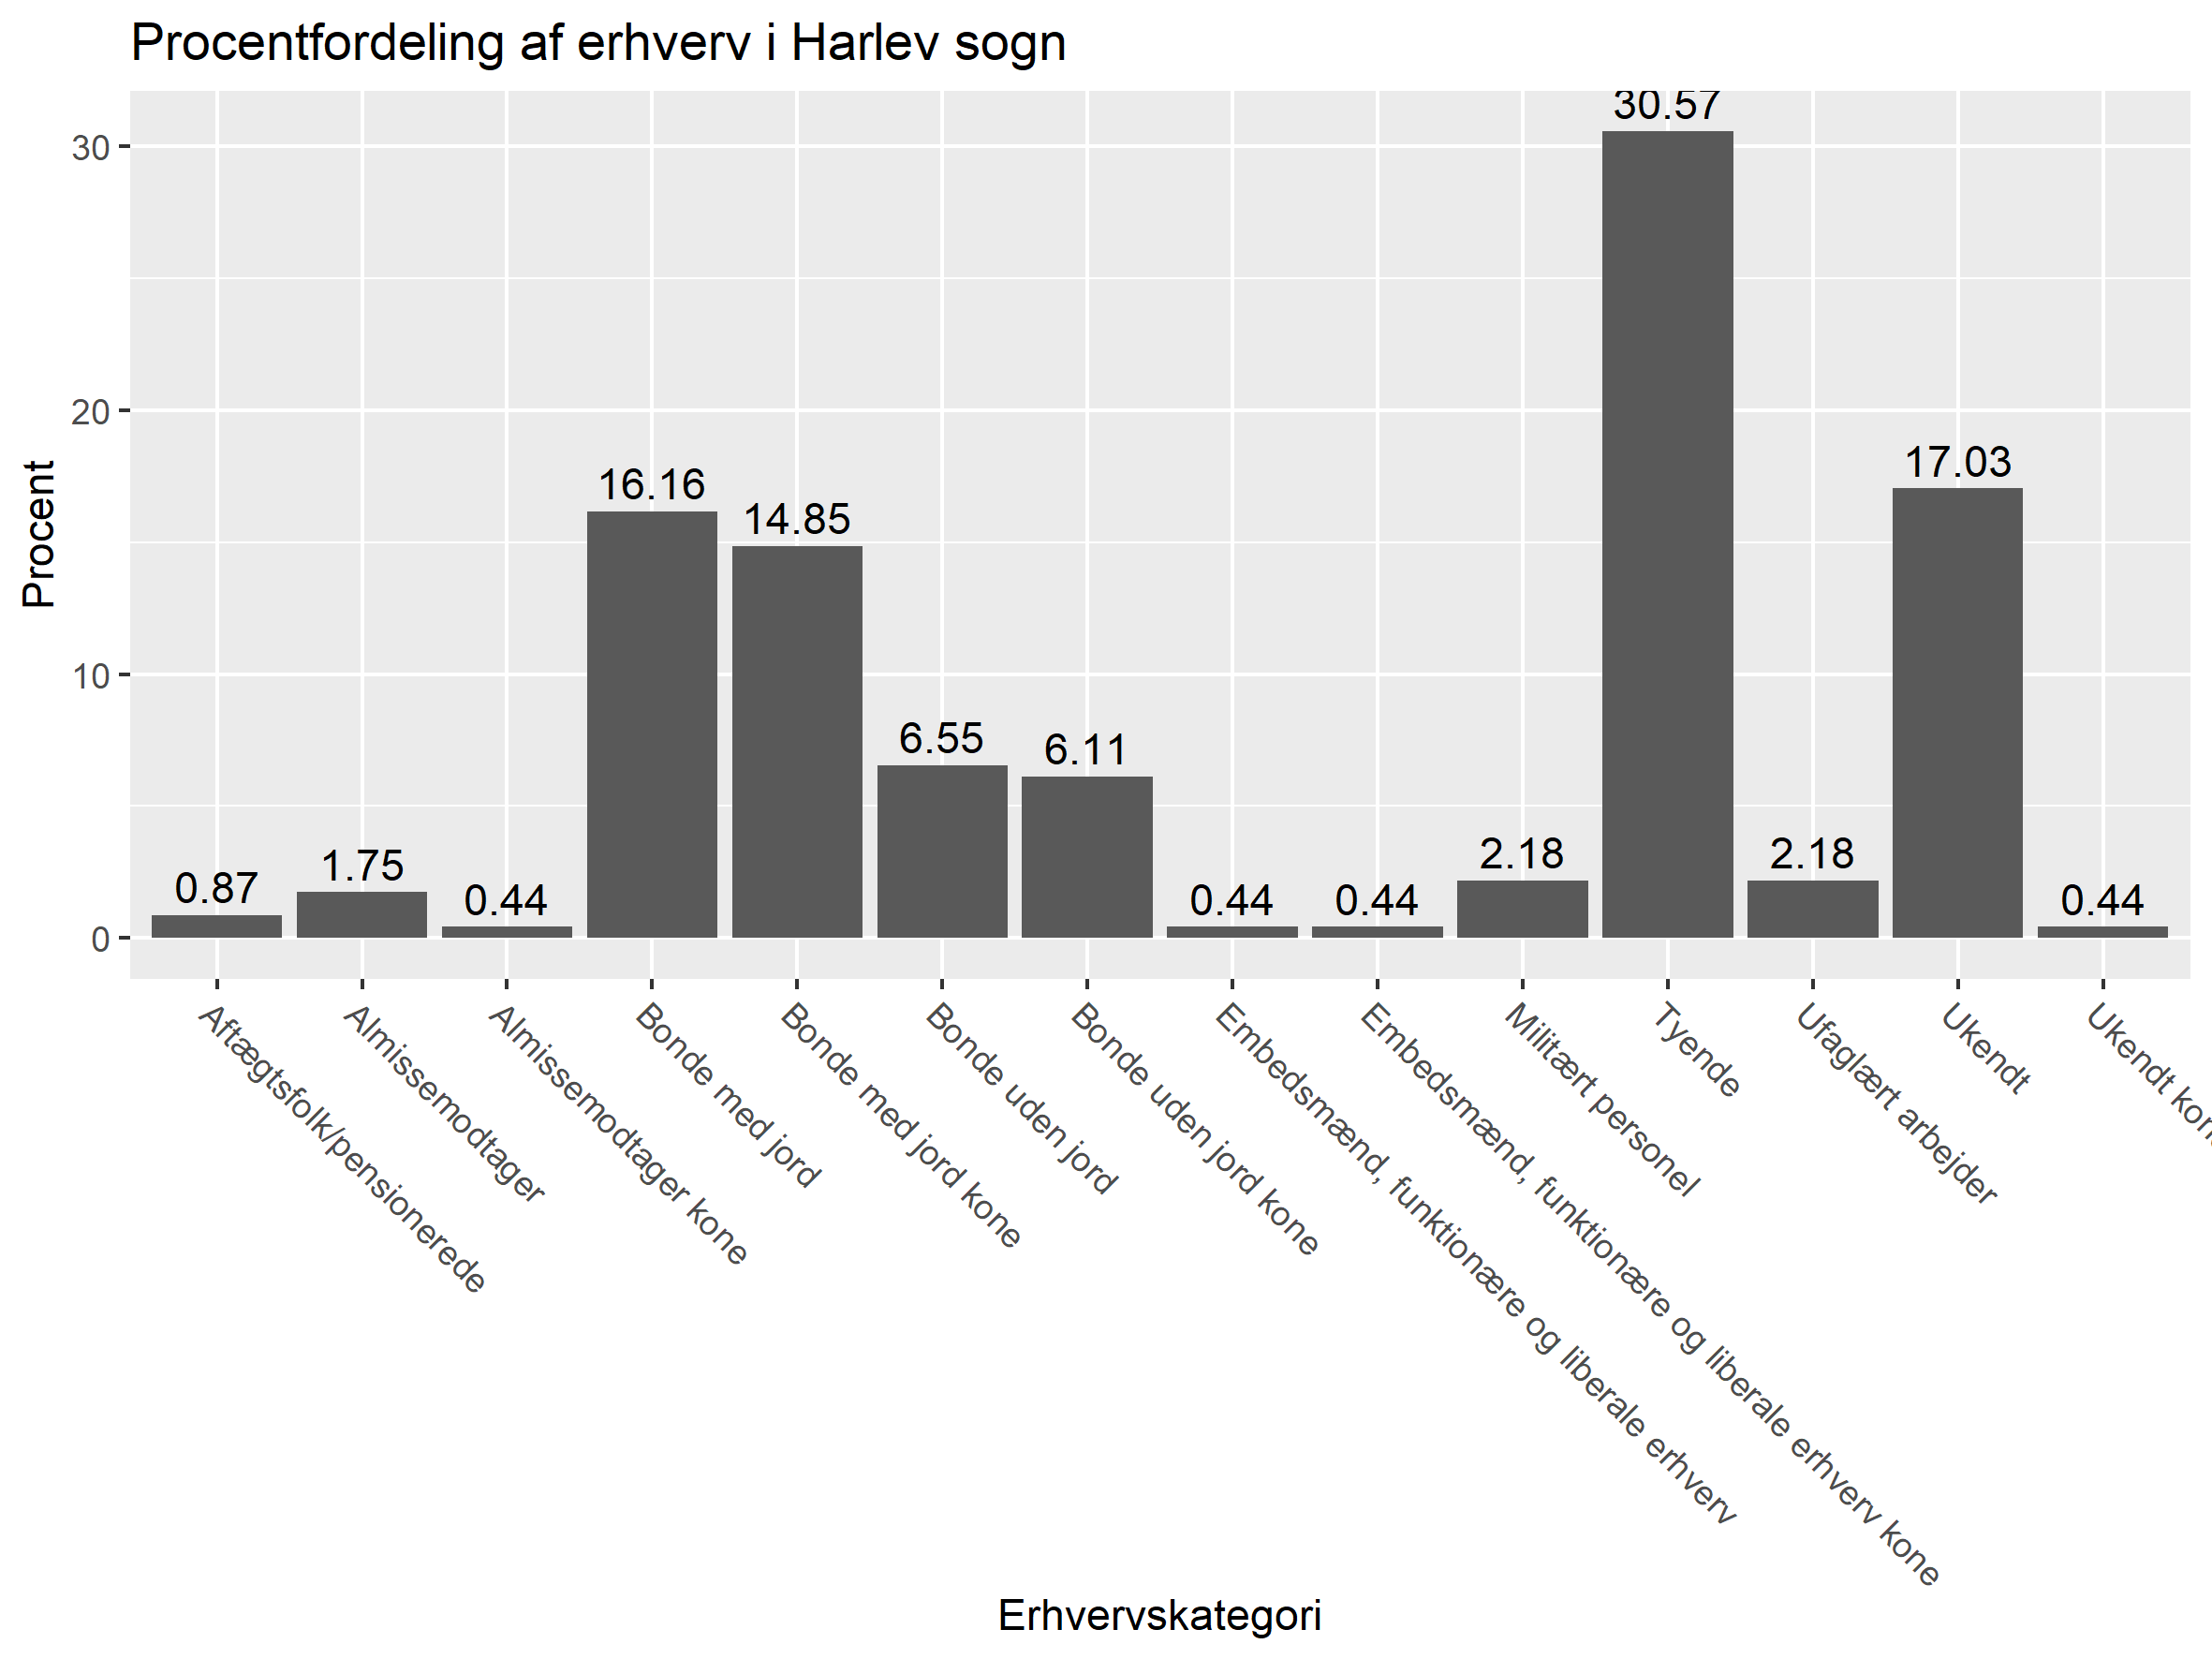 Procentfordeling af erhverv i Harlev sogn
Procent
30
20
10
0
0.87
1.75
0.44
16.16
14.85
6.55
6.11
0.44
0.44
2.18
30.57
2.18
17.03
0.44
Aftægtsfolk/pensionerede
Almissemodtager
Almissemodtager kone
Bonde med jord
Bonde med jord kone
Bonde uden jord
Bonde uden jord kone
Embedsmænd, funktionære og liberale erhverv
Embedsmænd, funktionære og liberale erhverv kone
Militært personel
Tyende
Ufaglært arbejder
Ukendt
Ukendt
Erhvervskategori